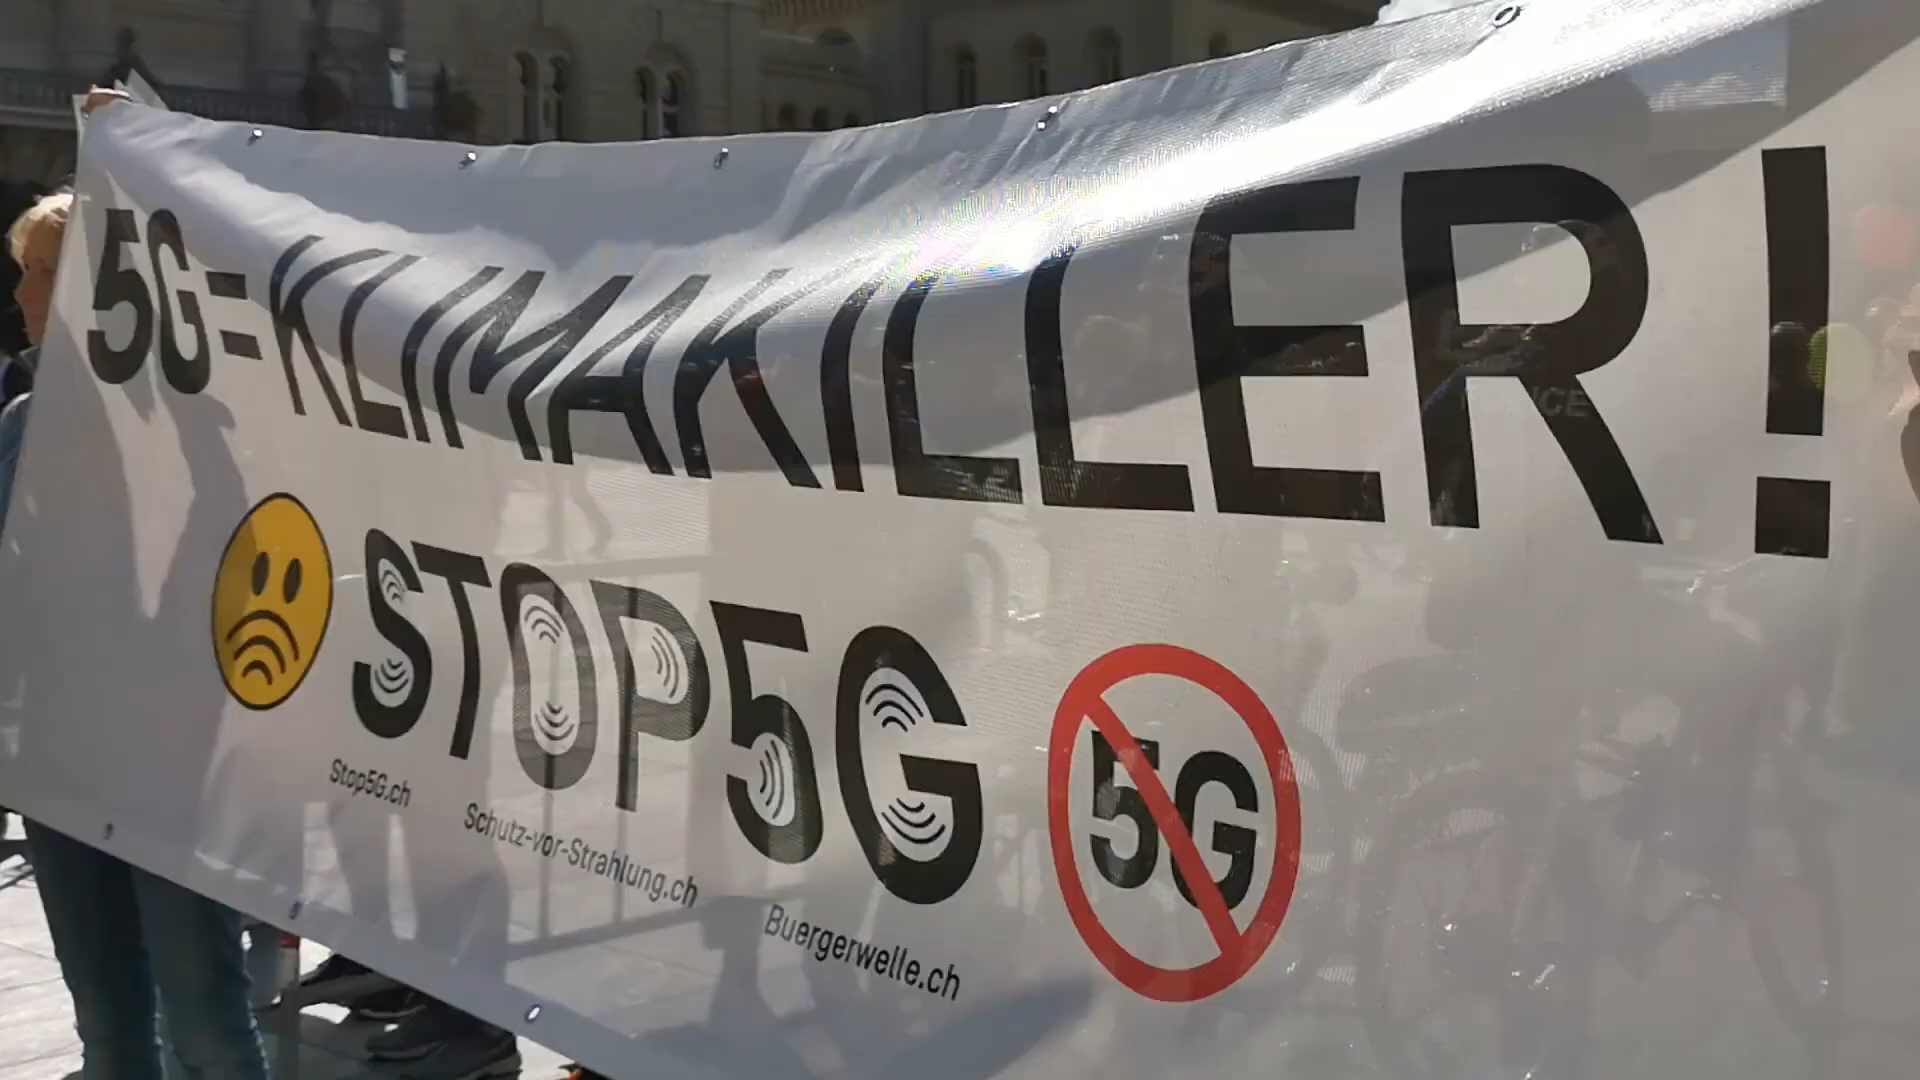 5G=KLIMAKILLER!
STOP5G
5G
Stop5G.ch
Schutz-vor-Strahlung.ch
Buergerwelle.ch